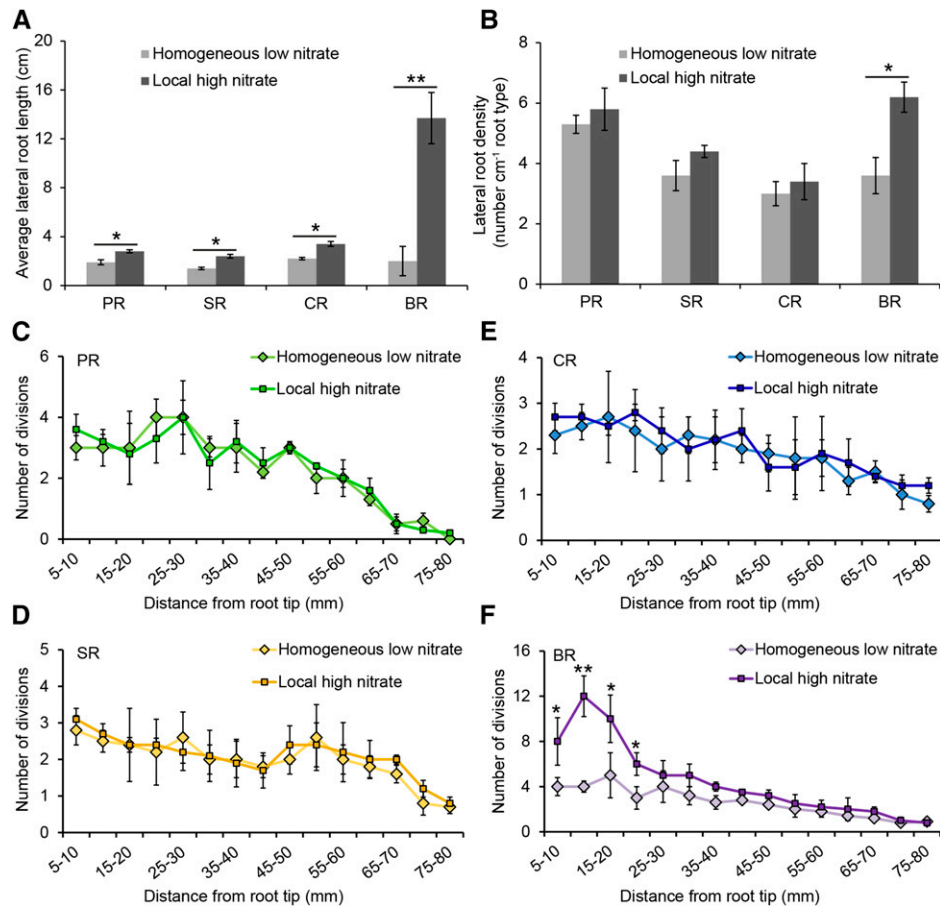 A
Average lateral root length (cm)
20
16
12
8
4
0
Homogeneous low nitrate
Local high nitrate
*
*
*
**
PR
SR
CR
BR
B
Lateral root density
(number cm-1 root type)
8
6
4
2
0
Homogeneous low nitrate
Local high nitrate
*
PR
SR
CR
BR
C
PR
Number of divisions
6
4
2
0
Homogeneous low nitrate
Local high nitrate
5-10
15-20
25-30
35-40
45-50
55-60
65-70
75-80
Distance from root tip (mm)
E
CR
Number of divisions
4
3
2
1
0
Homogeneous low nitrate
Local high nitrate
5-10
15-20
25-30
35-40
45-50
55-60
65-70
75-80
Distance from root tip (mm)
D
SR
Number of divisions
5
4
3
2
1
0
Homogeneous low nitrate
Local high nitrate
5-10
15-20
25-30
35-40
45-50
55-60
65-70
75-80
Distance from root tip (mm)
F
BR
Number of divisions
16
12
8
4
0
Homogeneous low nitrate
Local high nitrate
*
**
*
*
5-10
15-20
25-30
35-40
45-50
55-60
65-70
75-80
Distance from root tip (mm)